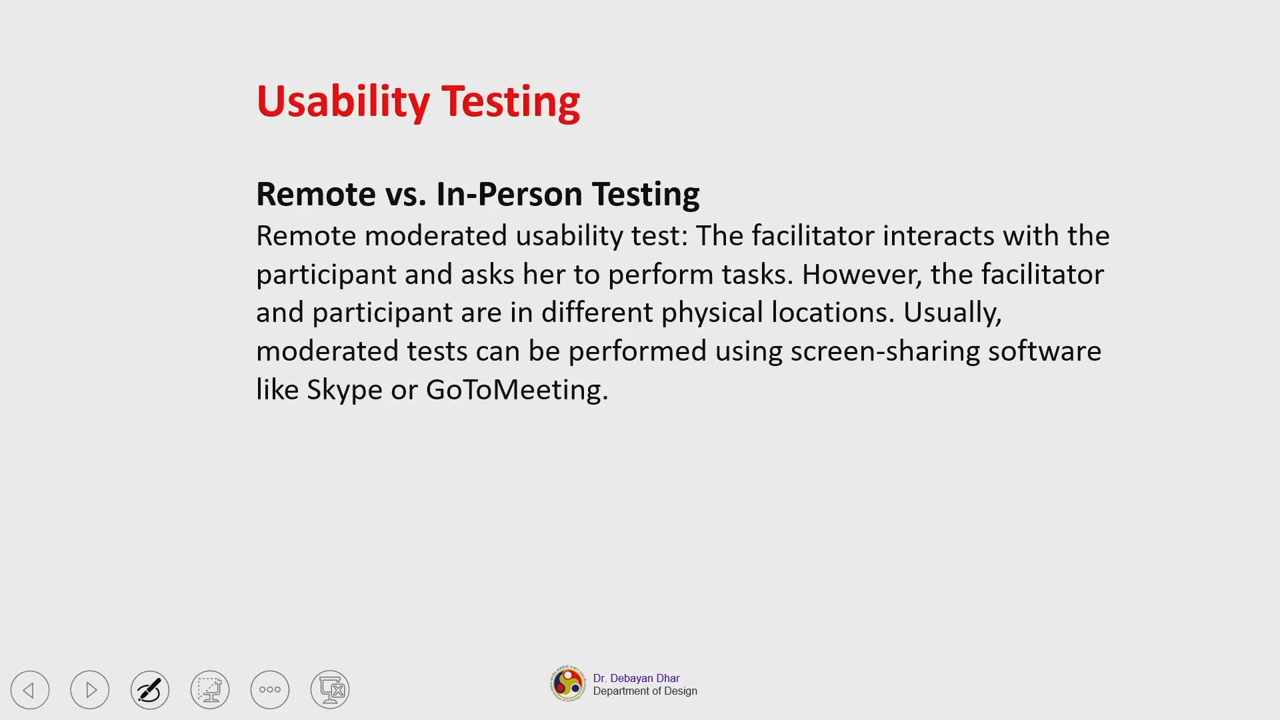 Usability Testing
Remote vs. In-Person Testing
Remote moderated usability test: The facilitator interacts with the
participant and asks her to perform tasks. However, the facilitator
and participant are in different physical locations. Usually,
moderated tests can be performed using screen-sharing software
like Skype or GoToMeeting.
Dr. Debayan Dhar
Department of Design